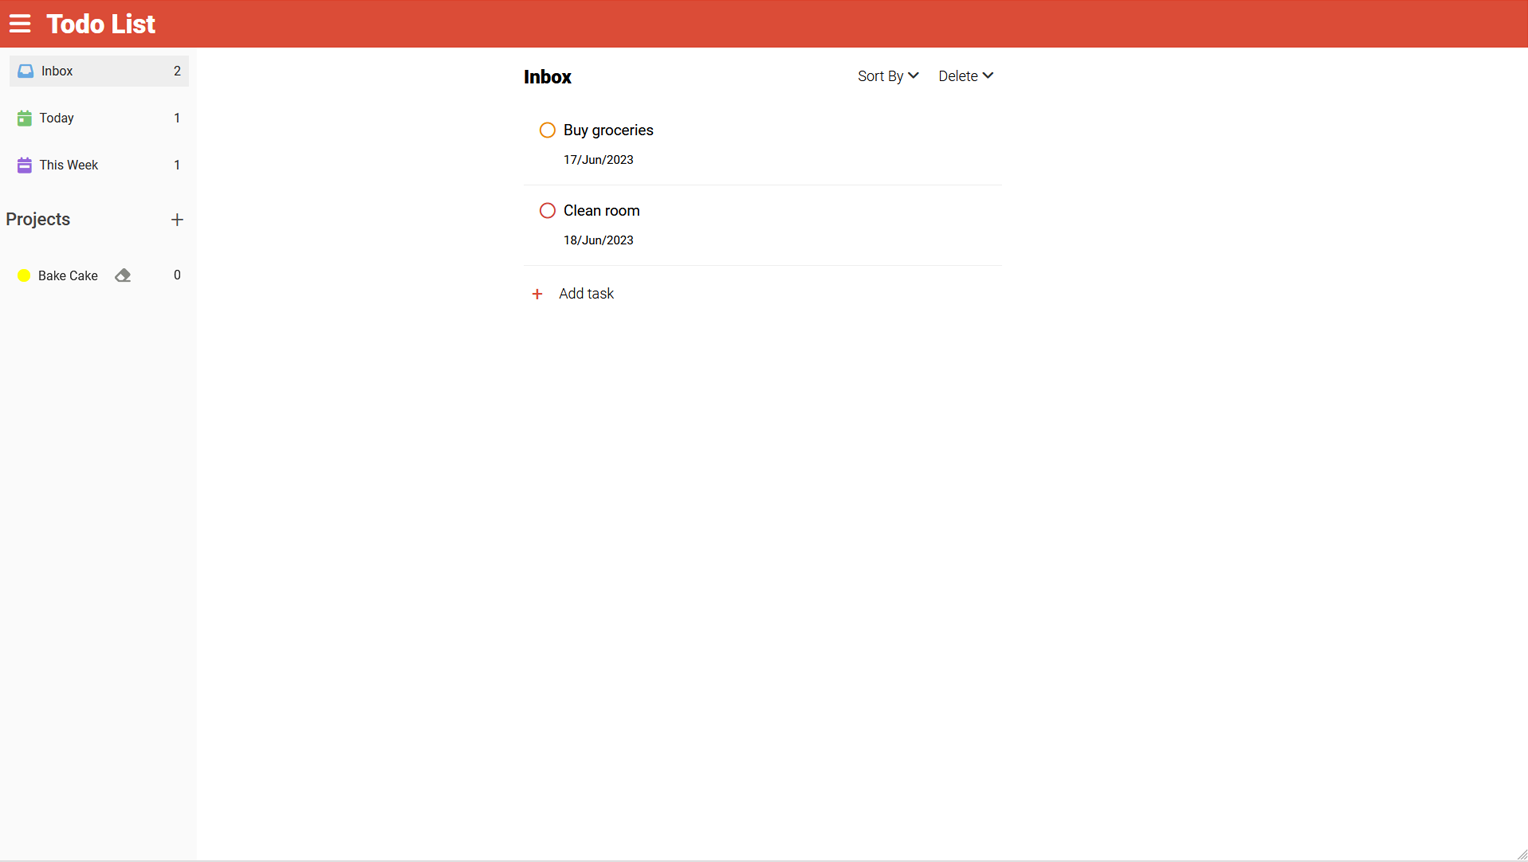 Todo List
Inbox 2
Today 1
This Week 1
Projects
Bake Cake 0
Inbox Sort By Delete
Buy groceries
17/Jun/2023
Clean room
18/Jun/2023
+ Add task